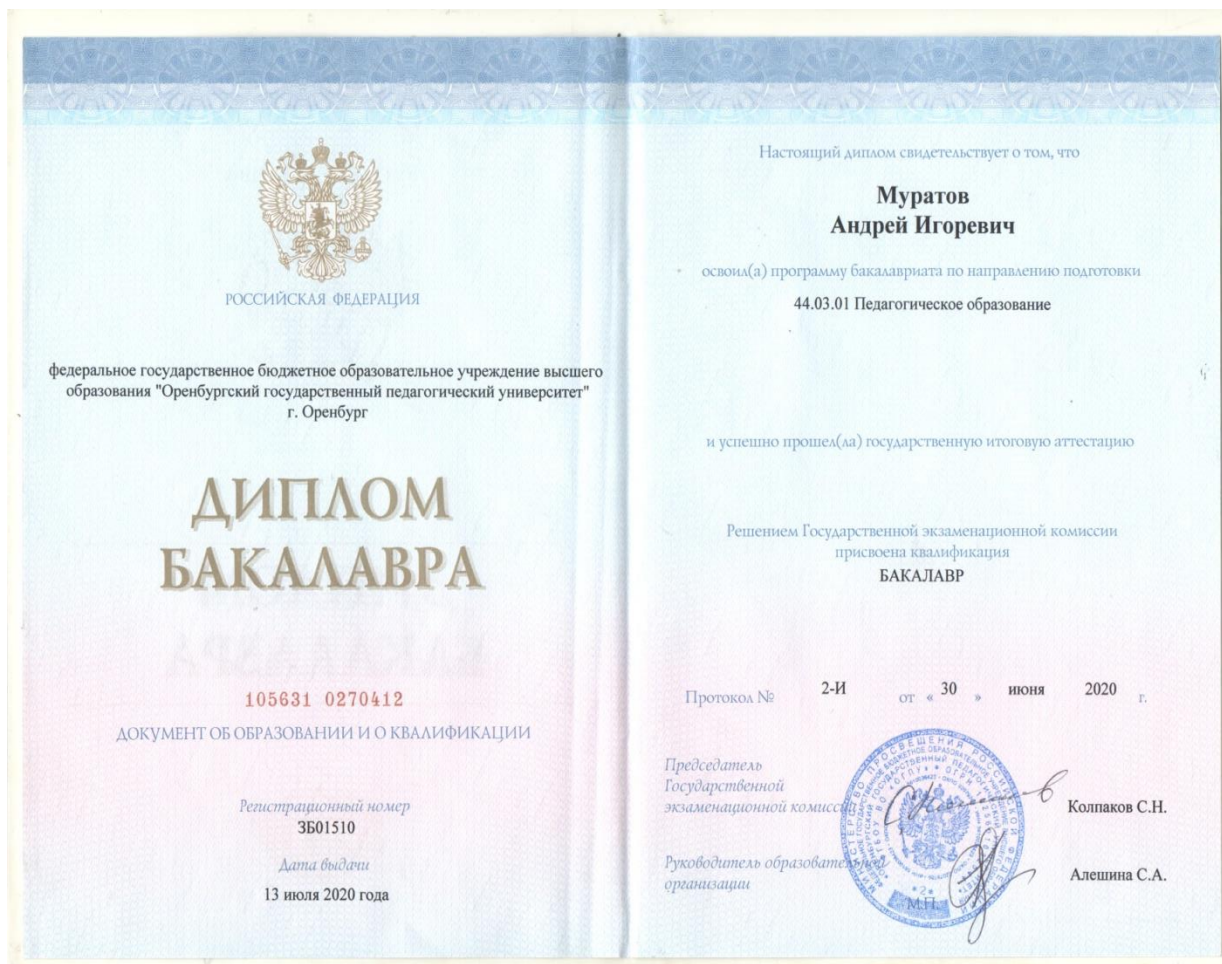 РОССИЙСКАЯ ФЕДЕРАЦИЯ
федеральное государственное бюджетное образовательное учреждение высшего
образования "Оренбургский государственный педагогический университет"
г. Оренбург
ДИПЛОМ
БАКАЛАВРА
105631 0270412
ДОКУМЕНТ ОБ ОБРАЗОВАНИИ И О КВАЛИФИКАЦИИ
Регистрационный номер
ЗБ01510
Дата выдачи
13 июля 2020 года
Настоящий диплом свидетельствует о том, что
Муратов
Андрей Игоревич
освоил(а) программу бакалавриата по направлению подготовки
44.03.01 Педагогическое образование
и успешно прошел(ла) государственную итоговую аттестацию
Решением Государственной экзаменационной комиссии
присвоена квалификация
БАКАЛАВР
Протокол № 2-И от « 30 » июня 2020 г.
Председатель
Государственной
экзаменационной комиссии Колпаков С.Н.
Руководитель образовательной
организации Алешина С.А.
М.П.
МИНИСТЕРСТВО ПРОСВЕЩЕНИЯ РОССИЙСКОЙ ФЕДЕРАЦИИ